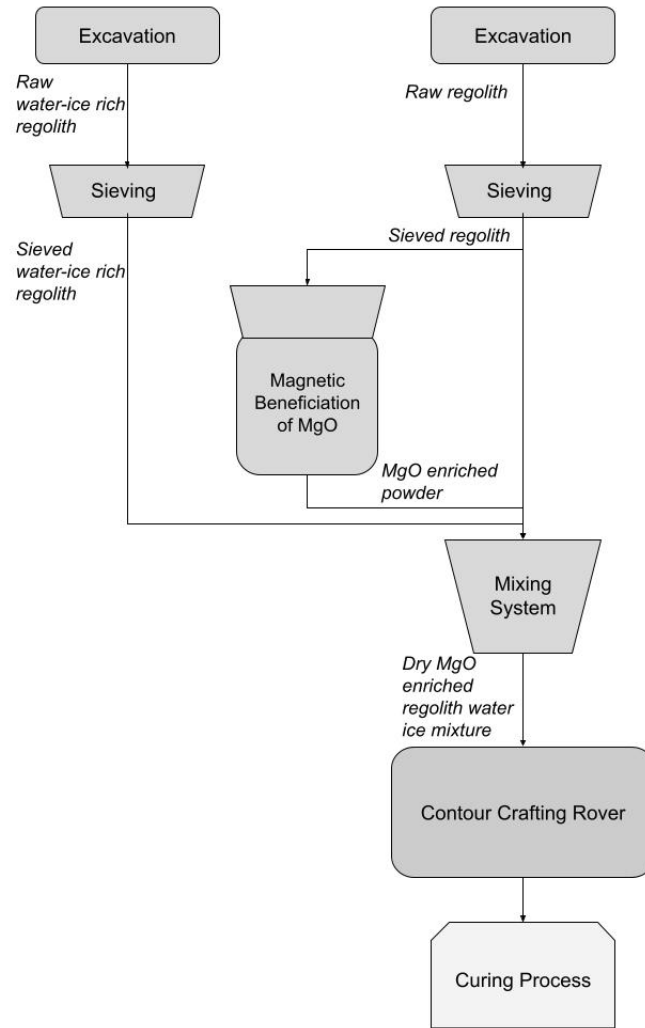 Excavation
Excavation
Raw
water-ice rich
regolith
Raw regolith
Sieving
Sieving
Sieved
water-ice rich
regolith
Sieved regolith
Magnetic
Beneficiation
of MgO
MgO enriched
powder
Mixing
System
Dry MgO
enriched
regolith water
ice mixture
Contour Crafting Rover
Curing Process